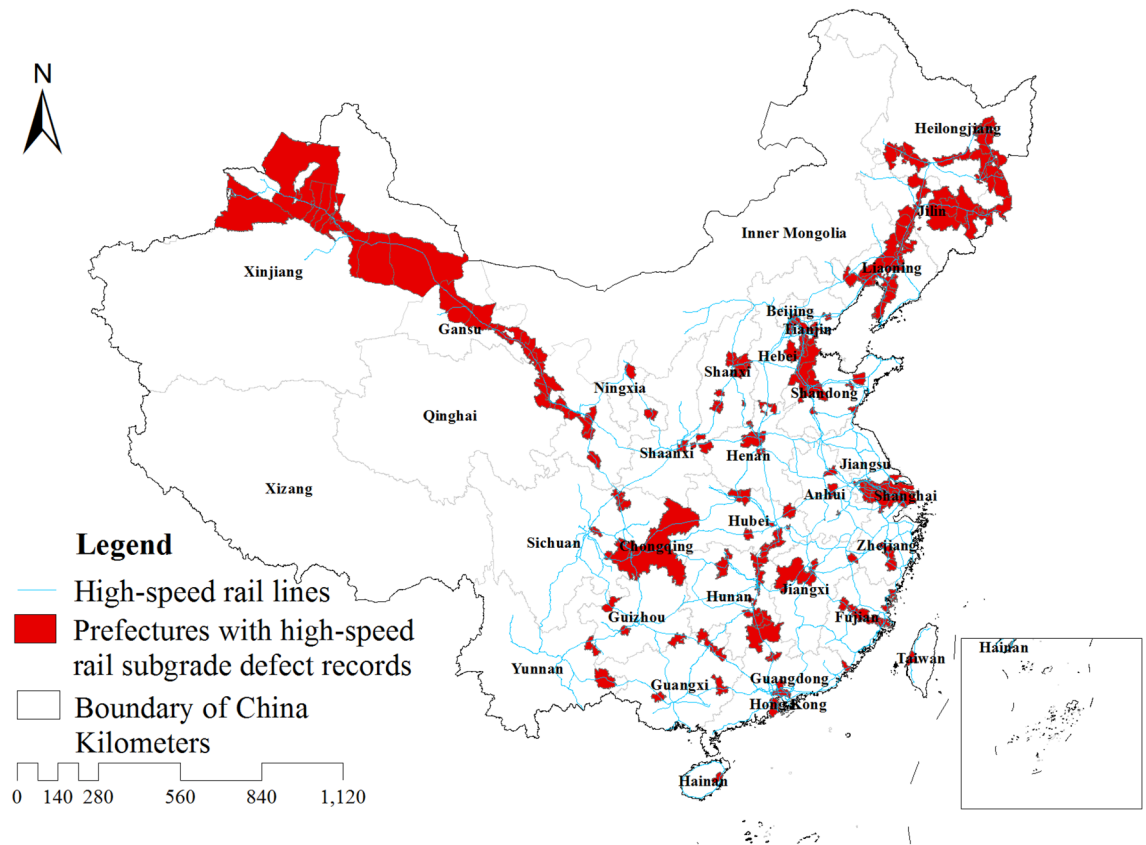 N
Heilongjiang
Jilin
Inner Mongolia
Liaoning
Xinjiang
Beijing
Tianjin
Gansu
Hebei
Shanxi
Ningxia
Shandong
Qinghai
Shaanxi
Henan
Jiangsu
Xizang
Anhui
Shanghai
Hubei
Sichuan
Chongqing
Zhejiang
Jiangxi
Hunan
Guizhou
Fujian
Yunnan
Taiwan
Guangxi
Guangdong
Hong Kong
Hainan
Hainan
Legend
High-speed rail lines
Prefectures with high-speed
rail subgrade defect records
Boundary of China
Kilometers
0 140 280 560 840 1,120